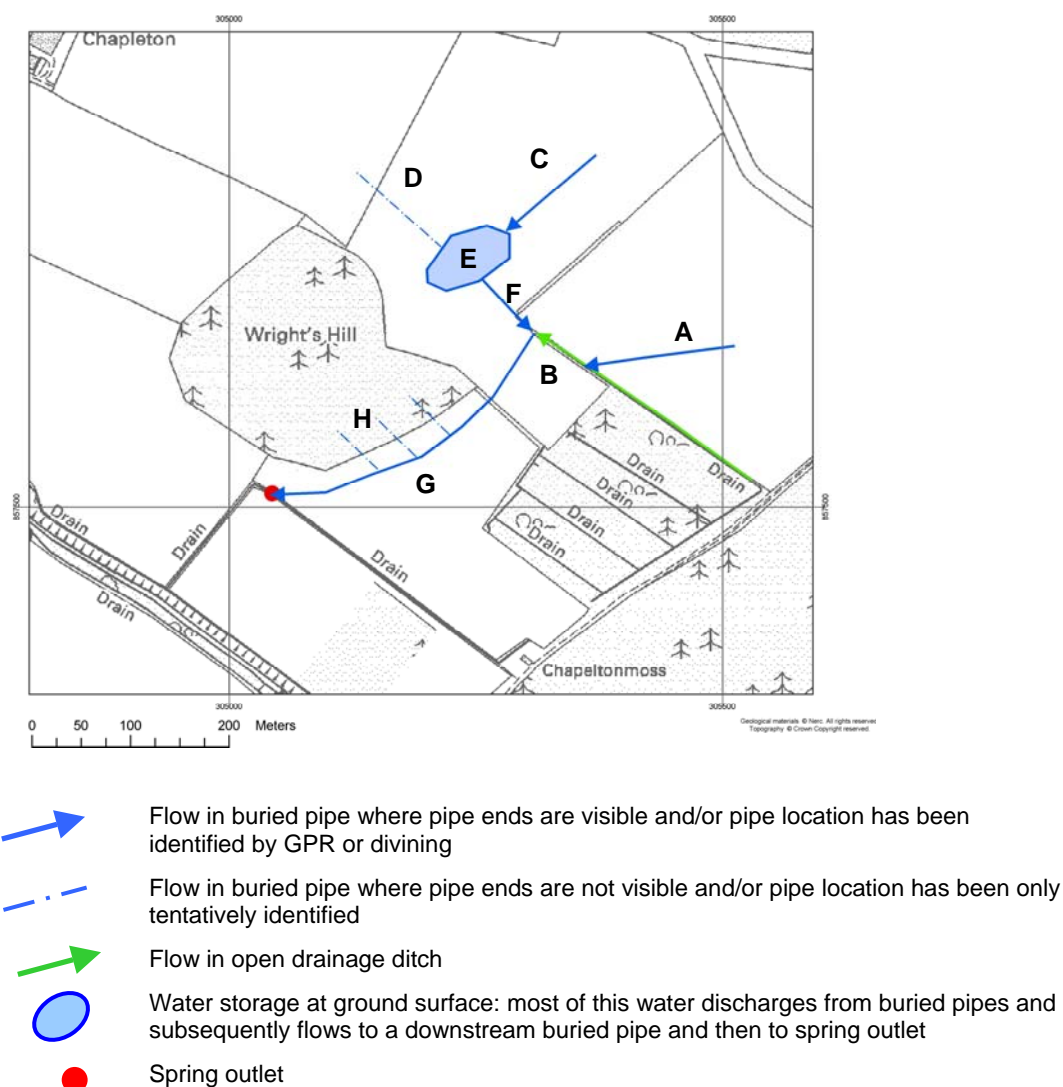 305000
305500
Chapleton
C
D
E
F
A
Wright's Hill
B
H
Drain
Drain
G
Drain
857500
857500
Drain
Drain
Drain
Drain
Drain
Drain
Chapeltonmoss
305000
305500
0 50 100 200 Meters
Geological materials © Nerc. All rights reserved
Topography © Crown Copyright reserved.
Flow in buried pipe where pipe ends are visible and/or pipe location has been
identified by GPR or divining
Flow in buried pipe where pipe ends are not visible and/or pipe location has been only
tentatively identified
Flow in open drainage ditch
Water storage at ground surface: most of this water discharges from buried pipes and
subsequently flows to a downstream buried pipe and then to spring outlet
Spring outlet